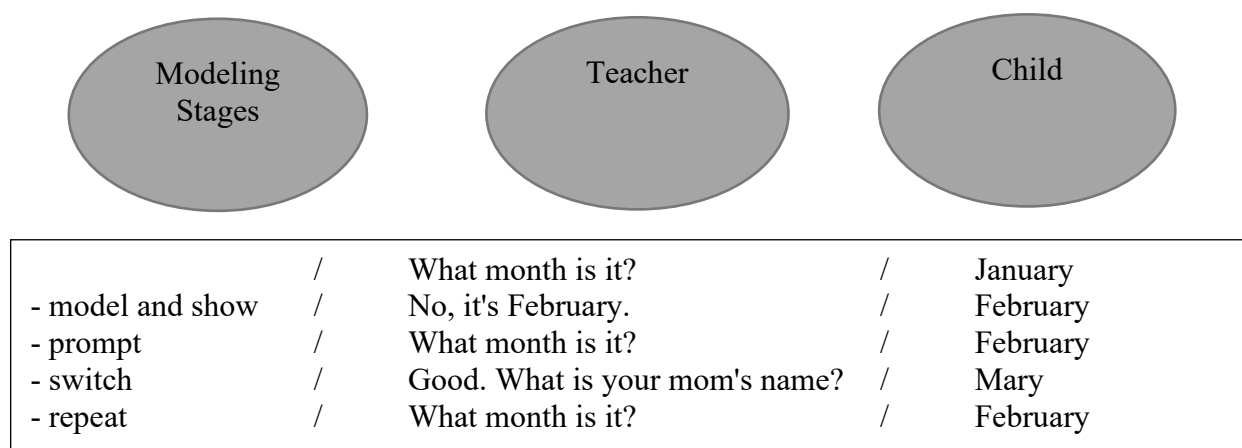 Modeling
Stages
Teacher
Child
/ What month is it? / January
- model and show / No, it's February. / February
- prompt / What month is it? / February
- switch / Good. What is your mom's name? / Mary
- repeat / What month is it? / February